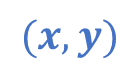 (x, y)